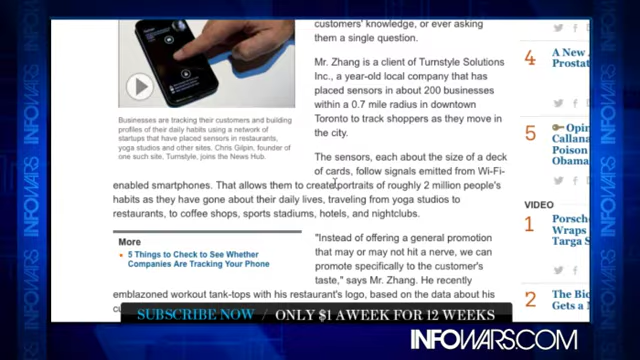 customers' knowledge, or ever asking
them a single question.
Mr. Zhang is a client of Turnstyle Solutions
Inc., a year-old local company that has
placed sensors in about 200 businesses
within a 0.7 mile radius in downtown
Toronto to track shoppers as they move in
the city.
Businesses are tracking their customers and building
profiles of their daily habits using a network of
startups that have placed sensors in restaurants,
yoga studios and other sites. Chris Gilpin, founder of
one such site, Turnstyle, joins the News Hub.
The sensors, each about the size of a deck
of cards, follow signals emitted from Wi-Fi-
enabled smartphones. That allows them to create portraits of roughly 2 million people's
habits as they have gone about their daily lives, traveling from yoga studios to
restaurants, to coffee shops, sports stadiums, hotels, and nightclubs.
More
5 Things to Check to See Whether
Companies Are Tracking Your Phone
"Instead of offering a general promotion
that may or may not hit a nerve, we can
promote specifically to the customer's
taste," says Mr. Zhang. He recently
emblazoned workout tank-tops with his restaurant's logo, based on the data about his
4
A New
Prostat
5
Opin
Callana
Poison
Obama
VIDEO
1
Porsch
Wraps
Targa S
2
The Bi
Gets a
SUBSCRIBE NOW / ONLY $1 AWEEK FOR 12 WEEKS
INFOWARS.COM
INFOWARS
INFOWARS
INFOWARS
INFOWARS